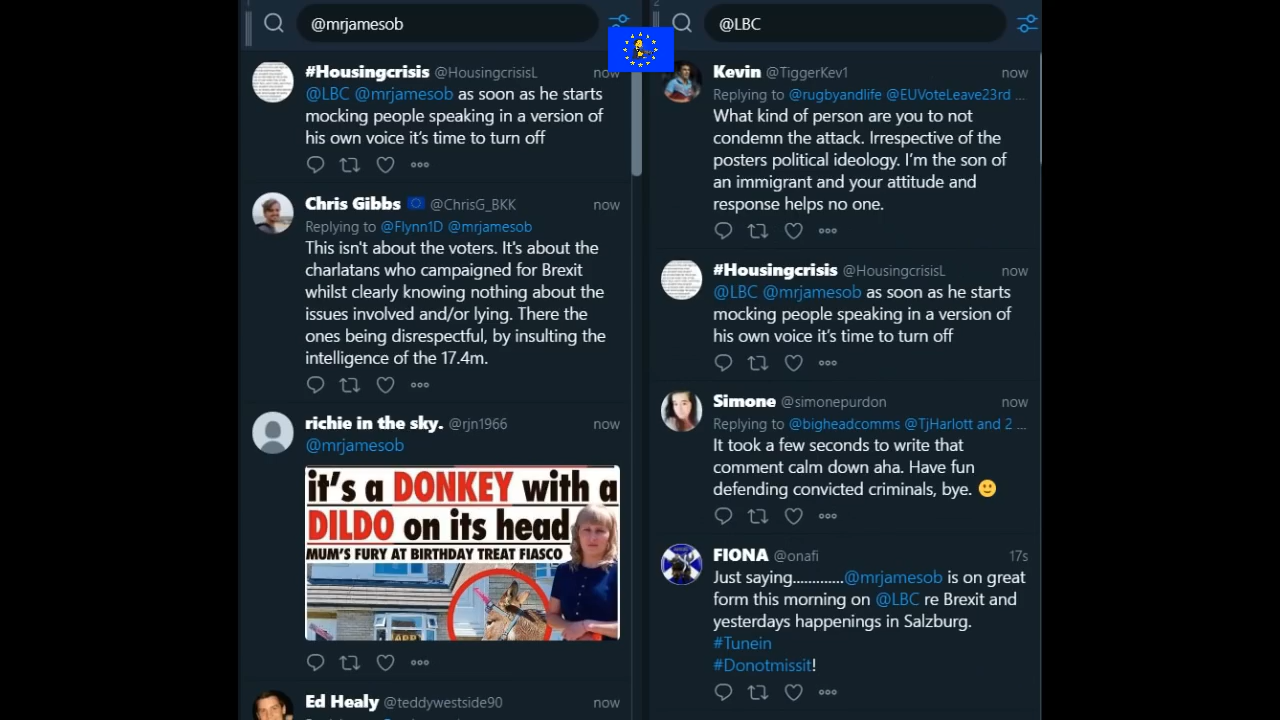 @mrjamesob
#Housingcrisis @HousingcrisisL now
@LBC @mrjamesob as soon as he starts
mocking people speaking in a version of
his own voice it's time to turn off
Chris Gibbs @ChrisG_BKK now
Replying to @Flynn1D @mrjamesob
This isn't about the voters. It's about the
charlatans who campaigned for Brexit
whilst clearly knowing nothing about the
issues involved and/or lying. There the
ones being disrespectful, by insulting the
intelligence of the 17.4m.
richie in the sky. @rjn1966 now
@mrjamesob
it's a DONKEY with a
DILDO on its head
MUM'S FURY AT BIRTHDAY TREAT FIASCO
Ed Healy @teddywestside90 now
2
@LBC
Kevin @TiggerKev1 now
Replying to @rugbyandlife @EUVoteLeave23rd ...
What kind of person are you to not
condemn the attack. Irrespective of the
posters political ideology. I'm the son of
an immigrant and your attitude and
response helps no one.
#Housingcrisis @HousingcrisisL now
@LBC @mrjamesob as soon as he starts
mocking people speaking in a version of
his own voice it's time to turn off
Simone @simonepurdon now
Replying to @bigheadcomms @TjHarlott and 2 ...
It took a few seconds to write that
comment calm down aha. Have fun
defending convicted criminals, bye. 🙂
FIONA @onafi 17s
Just saying.............@mrjamesob is on great
form this morning on @LBC re Brexit and
yesterdays happenings in Salzburg.
#Tunein
#Donotmissit!